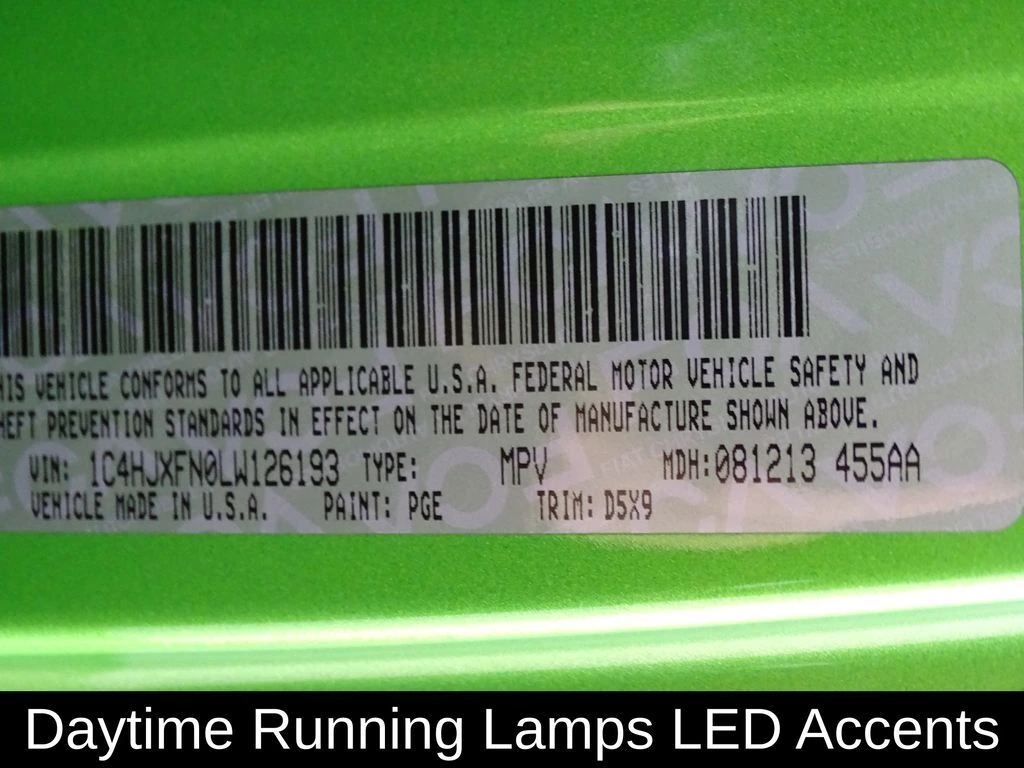 HIS VEHICLE CONFORMS TO ALL APPLICABLE U.S.A. FEDERAL MOTOR VEHICLE SAFETY AND
HEFT PREVENTION STANDARDS IN EFFECT ON THE DATE OF MANUFACTURE SHOWN ABOVE.
VIN: 1C4HJXFN0LW126193 TYPE: MPV MDH:081213 455AA
VEHICLE MADE IN U.S.A. PAINT: PGE TRIM: D5X9
Daytime Running Lamps LED Accents